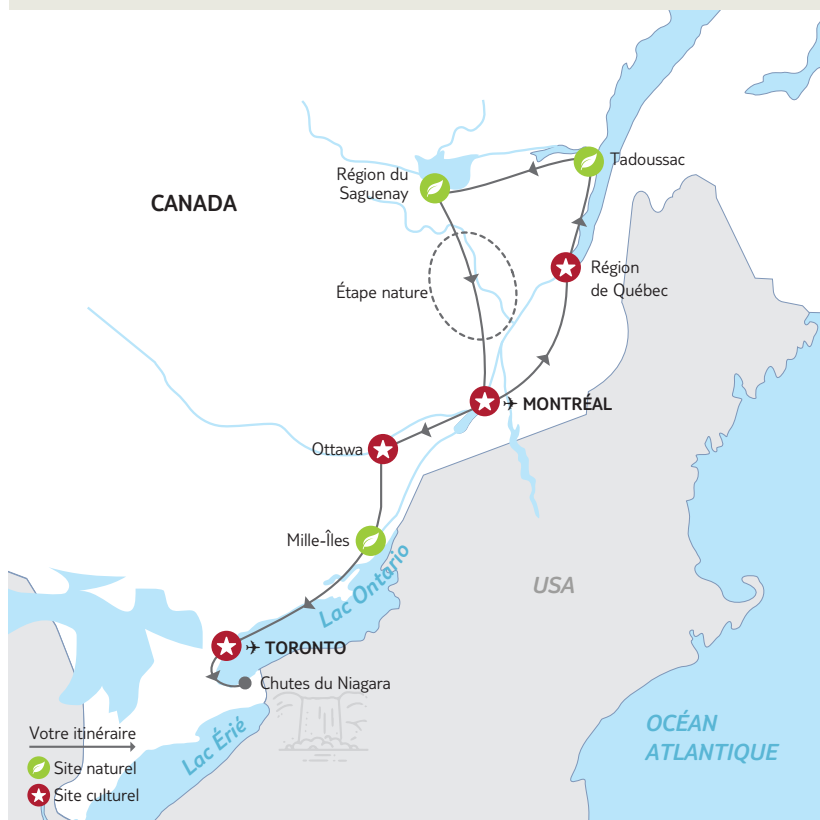 Tadoussac
Région du
Saguenay
CANADA
Région
de Québec
Étape nature
MONTRÉAL
Ottawa
Mille-Îles
Lac Ontario
USA
TORONTO
Chutes du Niagara
Lac Érié
OCÉAN
ATLANTIQUE
Votre itinéraire
Site naturel
Site culturel